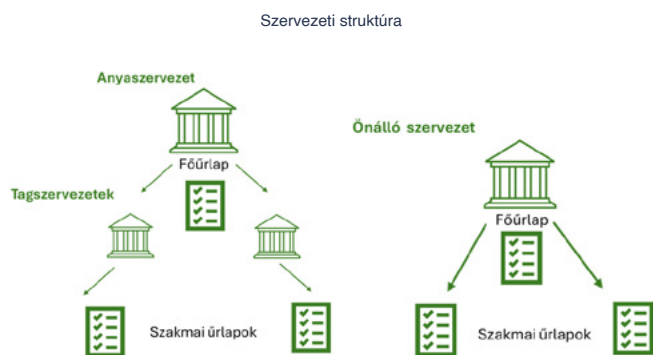 Szervezeti struktúra
Anyaszervezet
Főűrlap
Tagszervezetek
Szakmai űrlapok
Önálló szervezet
Főűrlap
Szakmai űrlapok